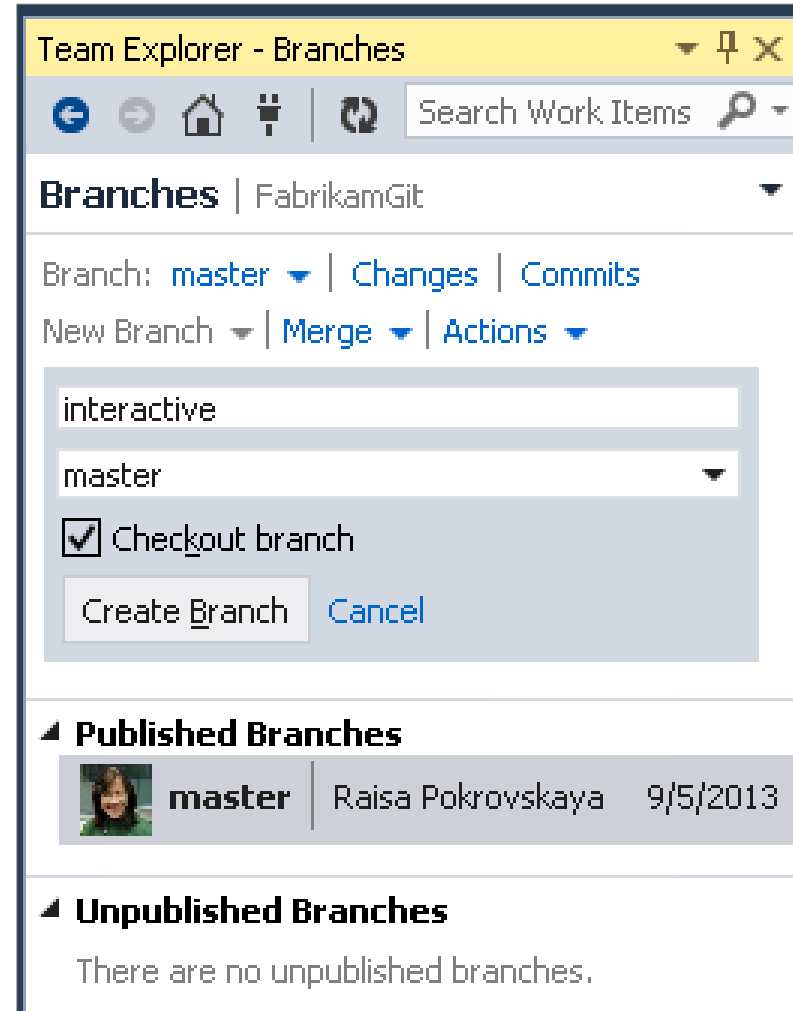 Team Explorer - Branches
Search Work Items
Branches | FabrikamGit
Branch: master | Changes | Commits
New Branch | Merge | Actions
interactive
master
Checkout branch
Create Branch Cancel
Published Branches
master | Raisa Pokrovskaya 9/5/2013
Unpublished Branches
There are no unpublished branches.